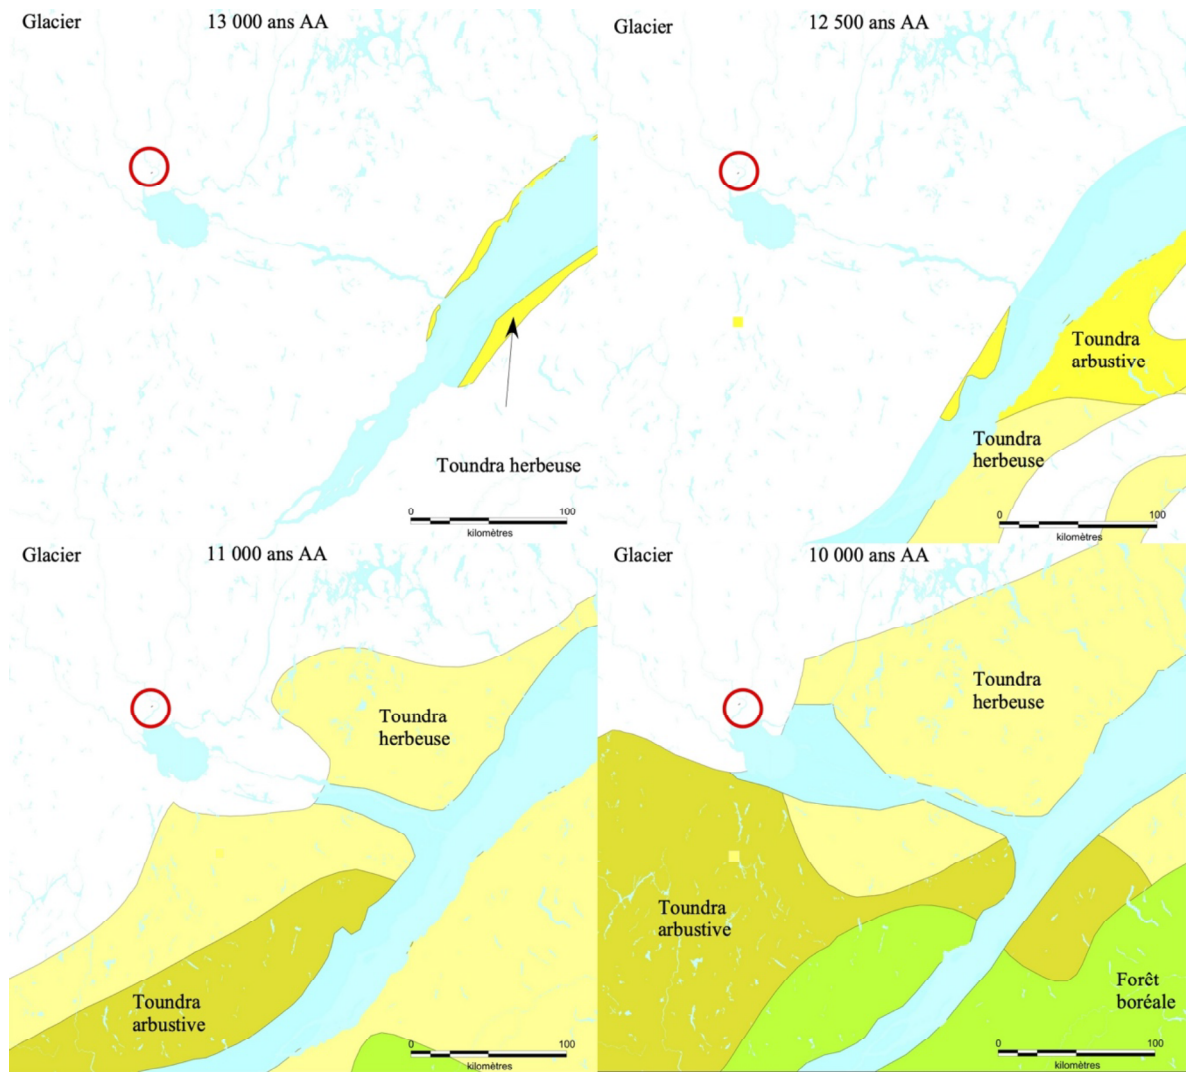 Glacier
13 000 ans AA
Toundra herbeuse
0
100
kilomètres
Glacier
12 500 ans AA
Toundra
arbustive
Toundra
herbeuse
0
100
kilomètres
Glacier
11 000 ans AA
Toundra
herbeuse
Toundra
arbustive
0
100
kilomètres
Glacier
10 000 ans AA
Toundra
herbeuse
Toundra
arbustive
Forêt
boréale
0
100
kilomètres